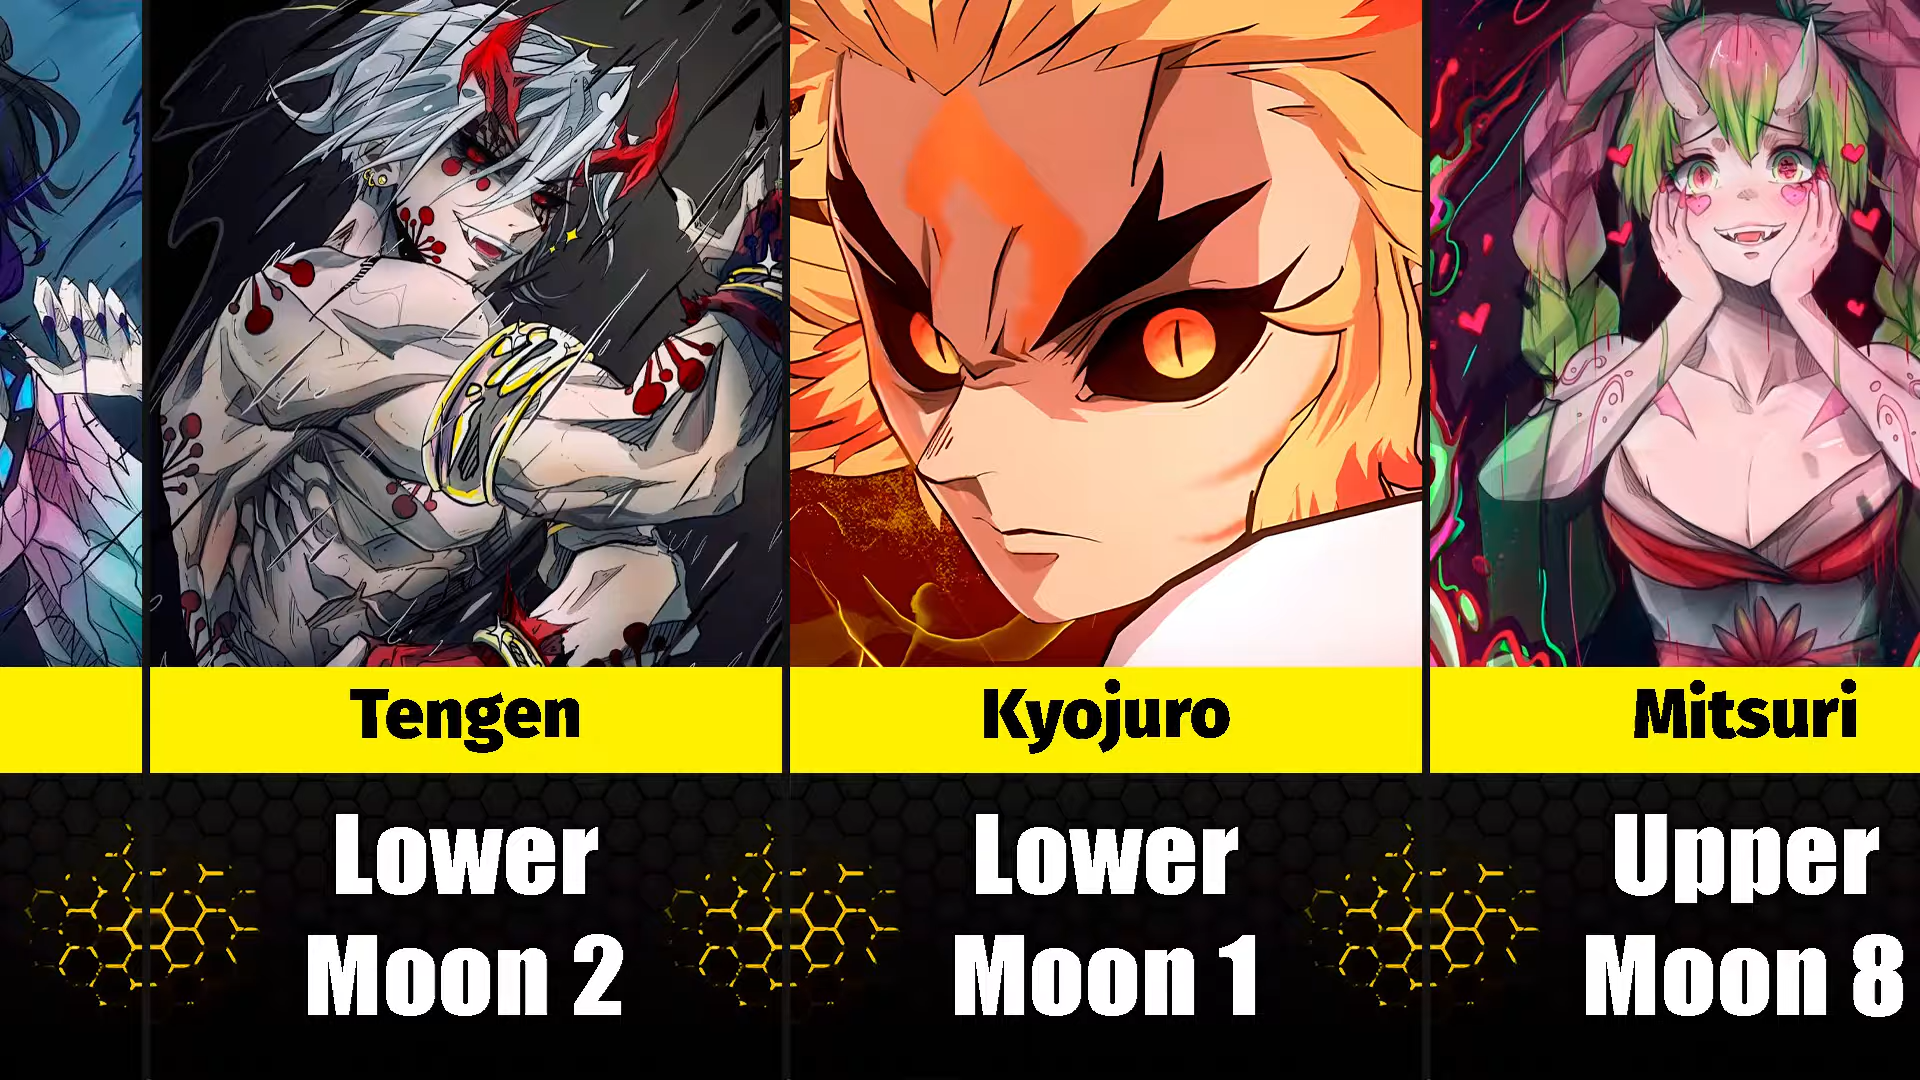 Tengen
Lower
Moon 2
Kyojuro
Lower
Moon 1
Mitsuri
Upper
Moon 8